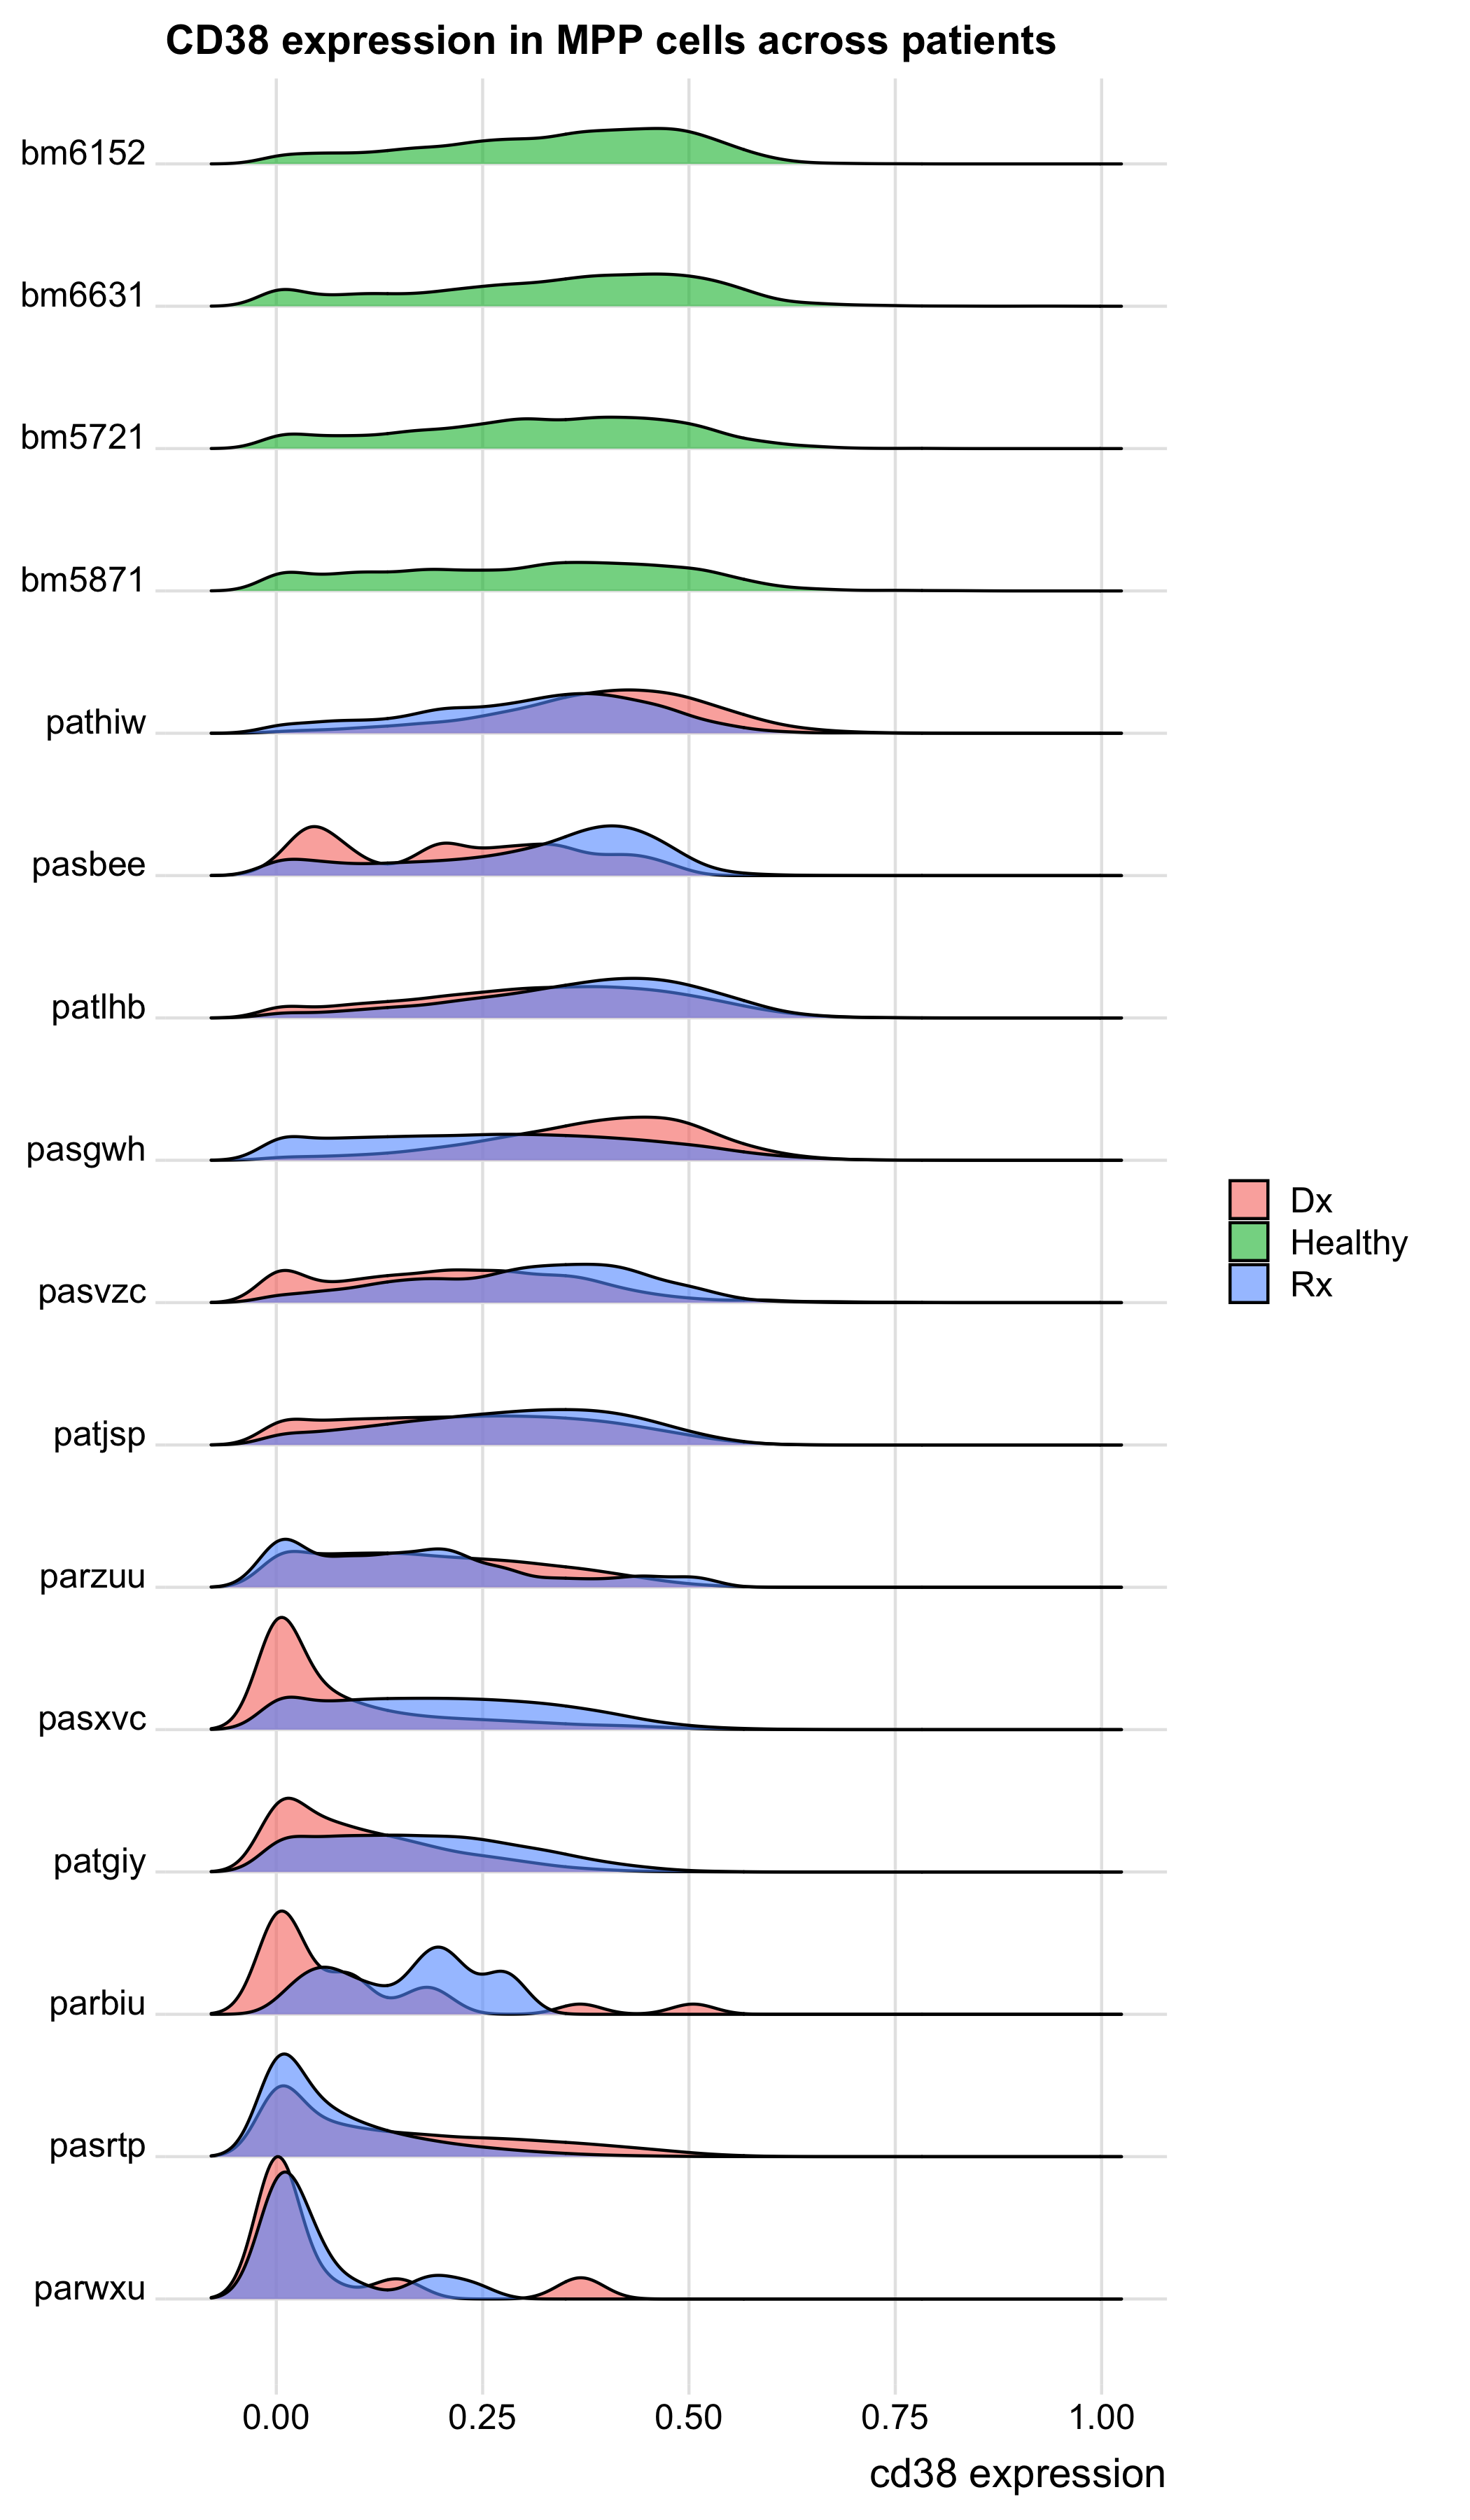 CD38 expression in MPP cells across patients
bm6152
bm6631
bm5721
bm5871
pathiw
pasbee
patlhb
pasgwh
pasvzc
patjsp
parzuu
pasxvc
patgiy
parbiu
pasrtp
parwxu
Dx
Healthy
Rx
0.00 0.25 0.50 0.75 1.00
cd38 expression